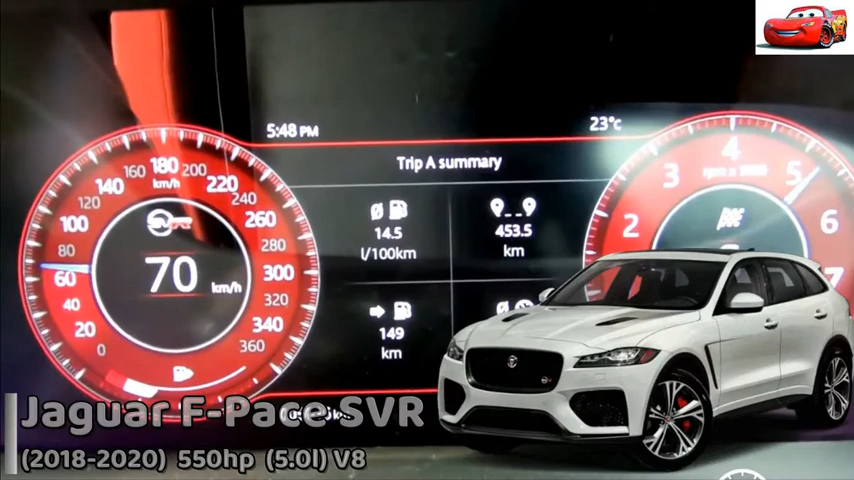 5:48 PM
23°C
Trip A summary
0
20
40
60
80
100
120
140
160
180
200
220
240
260
280
300
320
340
360
km/h
SVR
70 km/h
14.5
l/100km
453.5
km
149
km
2
3
4
5
6
7
Jaguar F-Pace SVR
(2018-2020) 550hp (5.0l) V8